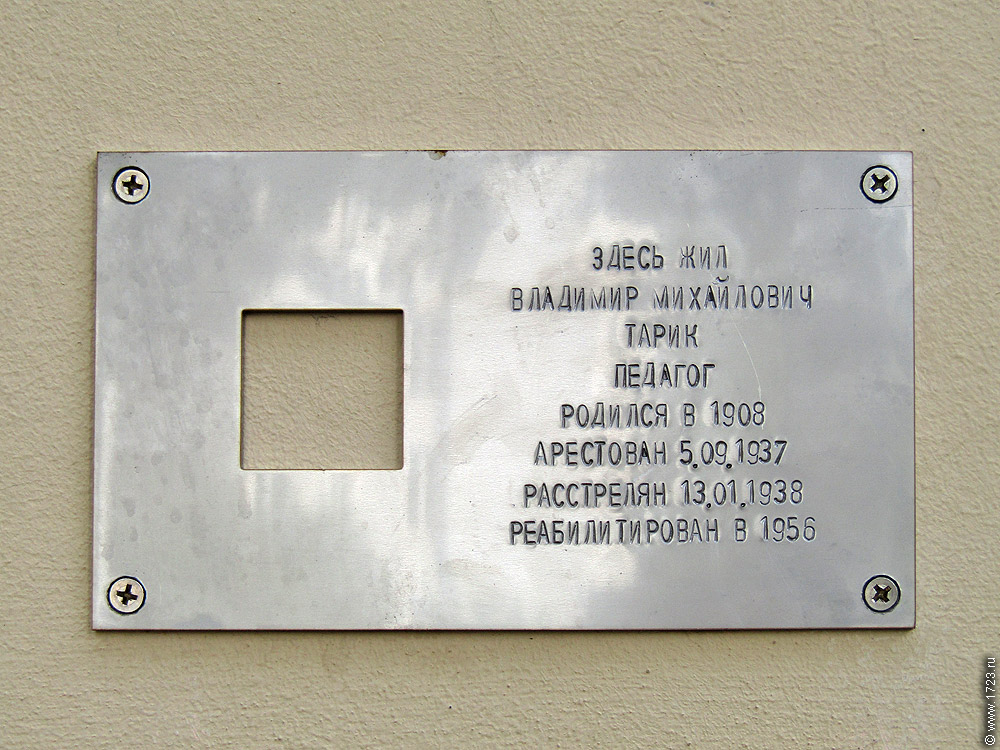 ЗДЕСЬ ЖИЛ
ВЛАДИМИР МИХАЙЛОВИЧ
ТАРИК
ПЕДАГОГ
РОДИЛСЯ В 1908
АРЕСТОВАН 5.09.1937
РАССТРЕЛЯН 13.01.1938
РЕАБИЛИТИРОВАН В 1956
© www.1723.ru